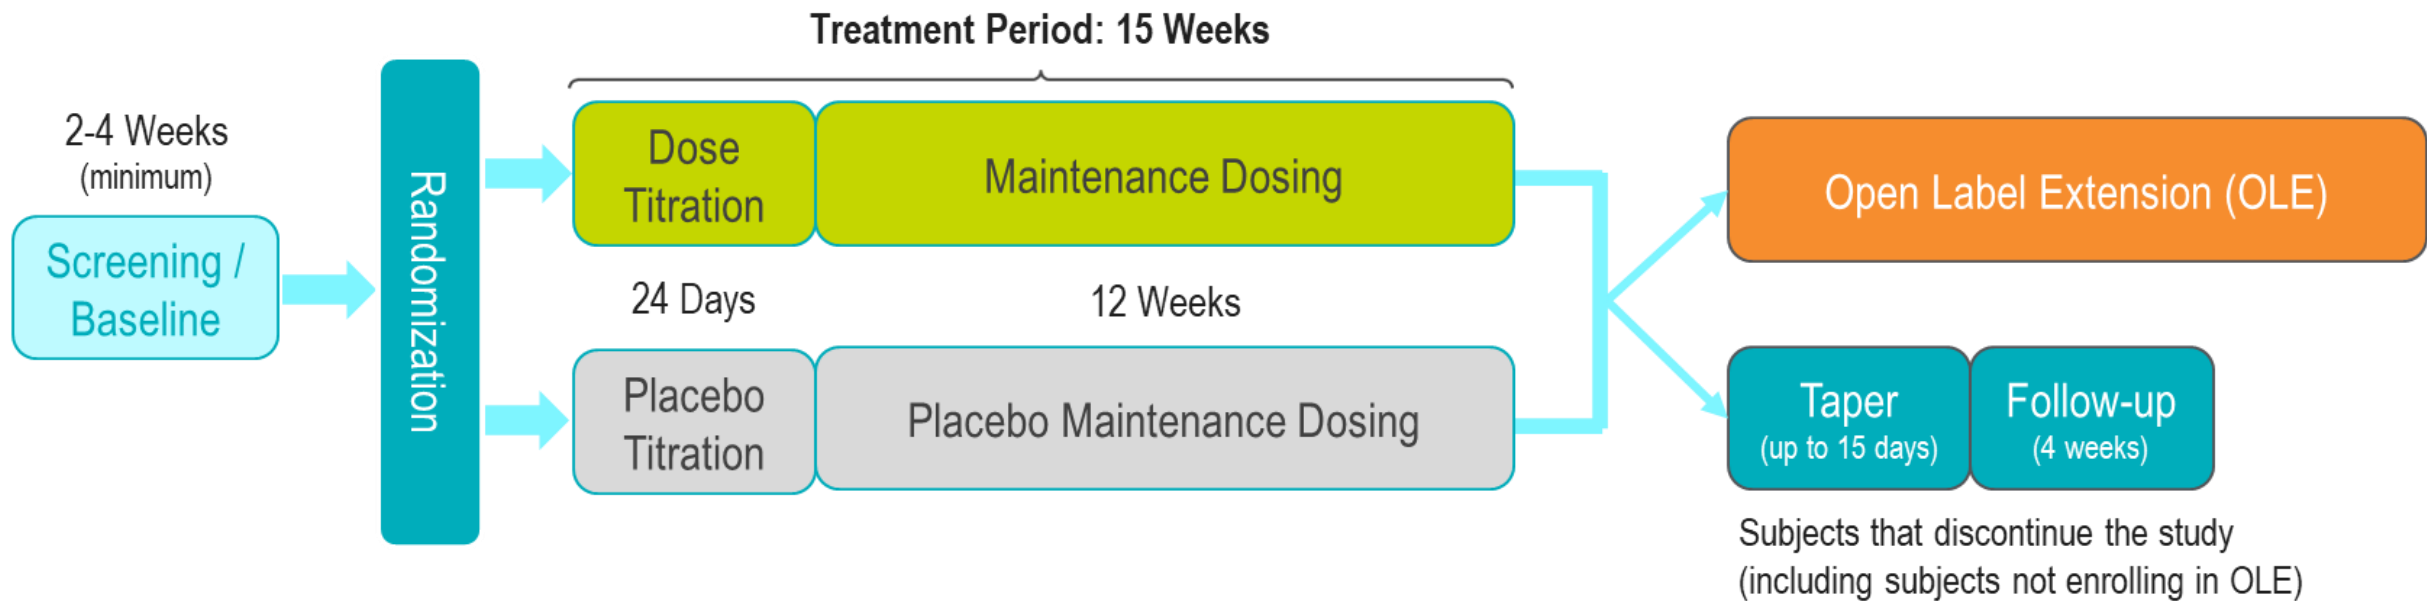 Treatment Period: 15 Weeks
2-4 Weeks
(minimum)
Screening /
Baseline
Randomization
Dose
Titration
Maintenance Dosing
24 Days
12 Weeks
Placebo
Titration
Placebo Maintenance Dosing
Open Label Extension (OLE)
Taper
(up to 15 days)
Follow-up
(4 weeks)
Subjects that discontinue the study
(including subjects not enrolling in OLE)